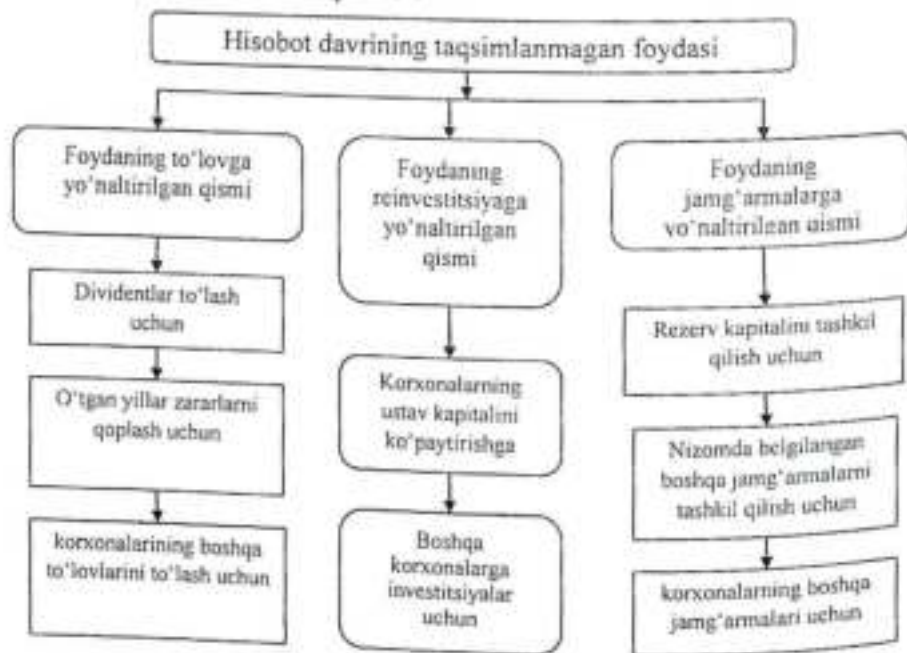 Hisobot davrining taqsimlanmagan foydasi
Foydaning to‘lovga
yo‘naltirilgan qismi
Dividentlar to‘lash
uchun
O‘tgan yillar zararlarni
qoplash uchun
korxonalarining boshqa
to‘lovlarini to‘lash uchun
Foydaning
reinvestitsiyaga
yo‘naltirilgan
qismi
Korxonalarning
ustav kapitalini
ko‘paytirishga
Boshqa
korxonalarga
investitsiyalar
uchun
Foydaning
jamg‘armalarga
yo‘naltirilgan qismi
Rezerv kapitalini tashkil
qilish uchun
Nizomda belgilangan
boshqa jamg‘armalarni
tashkil qilish uchun
korxonalarning boshqa
jamg‘armalari uchun